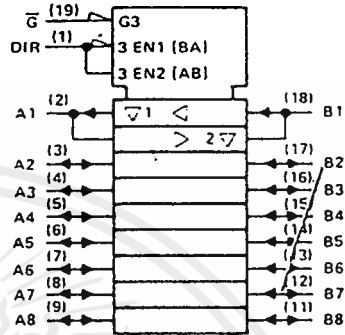 G (19) G3
DIR (1) 3 EN1 (BA)
3 EN2 (AB)
A1 (2) ▽1 < (18) B1
> 2▽
A2 (3) (17) B2
A3 (4) (16) B3
A4 (5) (15 B4
A5 (6) B5
A6 (7) B6
A7 (8) (12) B7
A8 (9) (11) B8